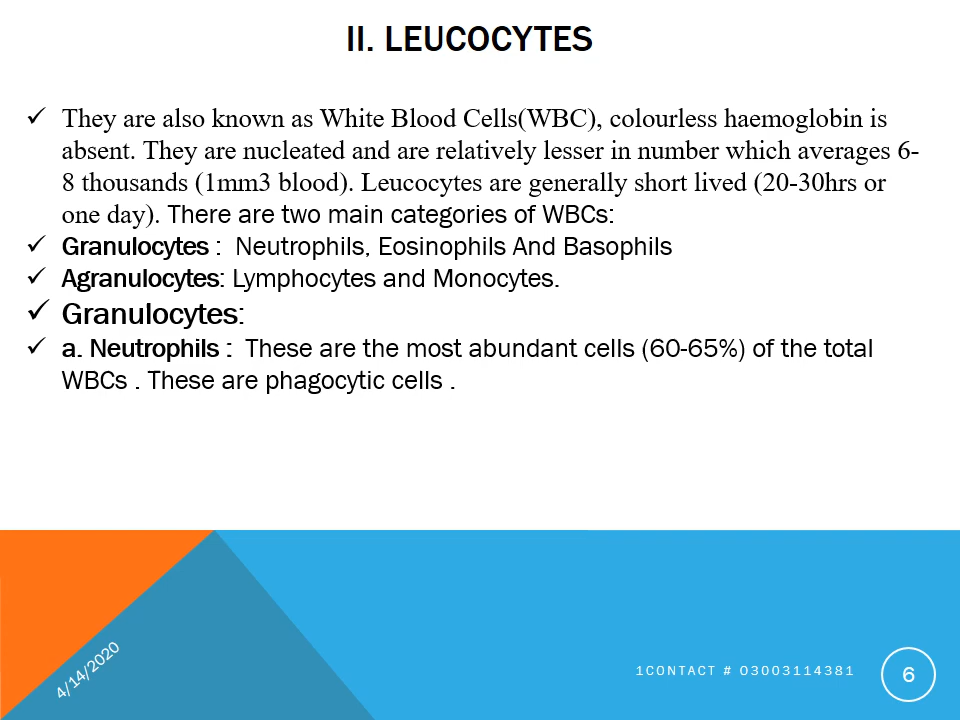 II. LEUCOCYTES
✓ They are also known as White Blood Cells(WBC), colourless haemoglobin is
absent. They are nucleated and are relatively lesser in number which averages 6-
8 thousands (1mm3 blood). Leucocytes are generally short lived (20-30hrs or
one day). There are two main categories of WBCs:
✓ Granulocytes :  Neutrophils, Eosinophils And Basophils
✓ Agranulocytes: Lymphocytes and Monocytes.
✓ Granulocytes:
✓ a. Neutrophils :  These are the most abundant cells (60-65%) of the total
WBCs . These are phagocytic cells .
4/14/2020
1CONTACT # 03003114381
6